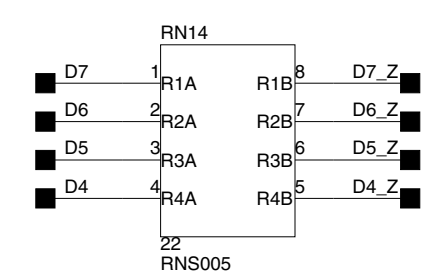 RN14
D7 1 R1A R1B 8 D7_Z
D6 2 R2A R2B 7 D6_Z
D5 3 R3A R3B 6 D5_Z
D4 4 R4A R4B 5 D4_Z
22
RNS005